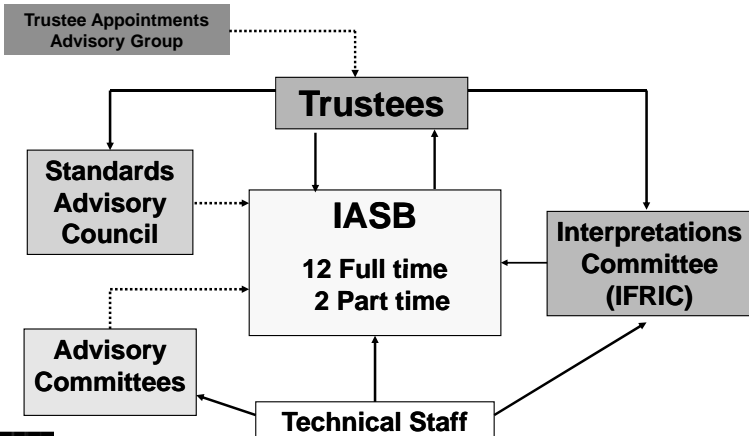 Trustee Appointments
Advisory Group
Trustees
Standards
Advisory
Council
IASB
12 Full time
2 Part time
Interpretations
Committee
(IFRIC)
Advisory
Committees
Technical Staff